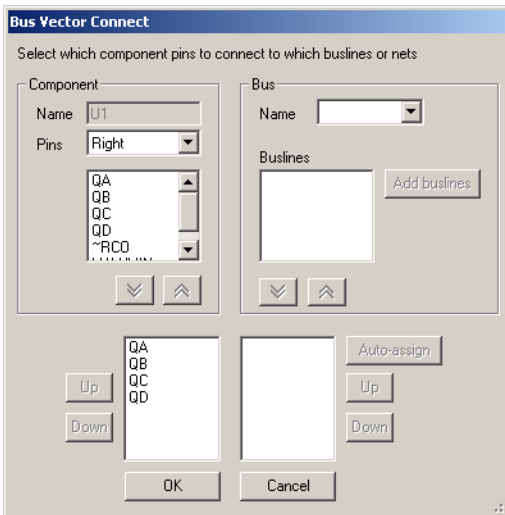 Bus Vector Connect
Select which component pins to connect to which buslines or nets
Component
Name U1
Pins Right
QA
QB
QC
QD
~RCO
Bus
Name
Buslines
Add buslines
QA
QB
QC
QD
Up
Down
Auto-assign
Up
Down
OK
Cancel